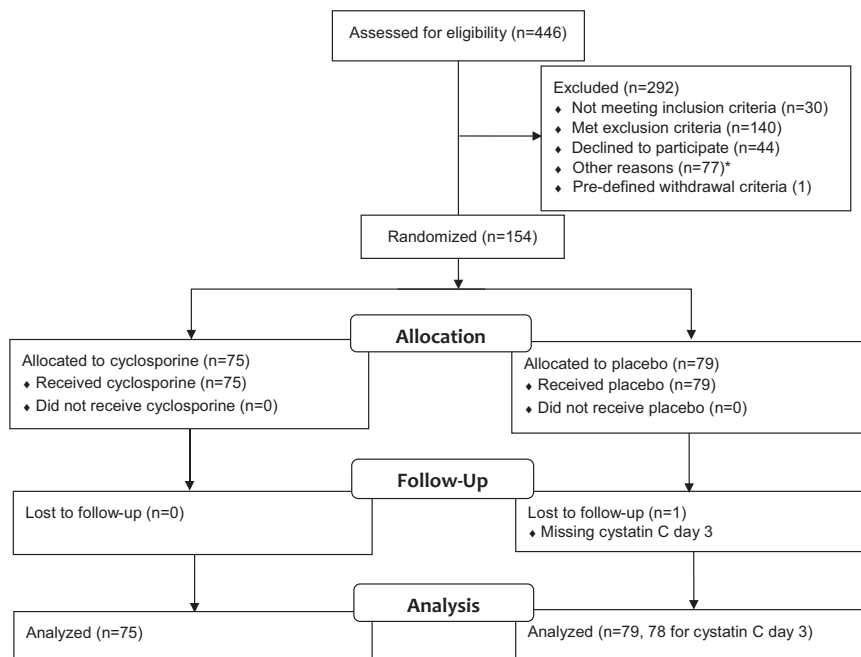 Assessed for eligibility (n=446)
Excluded (n=292)
♦ Not meeting inclusion criteria (n=30)
♦ Met exclusion criteria (n=140)
♦ Declined to participate (n=44)
♦ Other reasons (n=77)*
♦ Pre-defined withdrawal criteria (1)
Randomized (n=154)
Allocation
Allocated to cyclosporine (n=75)
♦ Received cyclosporine (n=75)
♦ Did not receive cyclosporine (n=0)
Allocated to placebo (n=79)
♦ Received placebo (n=79)
♦ Did not receive placebo (n=0)
Follow-Up
Lost to follow-up (n=0)
Lost to follow-up (n=1)
♦ Missing cystatin C day 3
Analysis
Analyzed (n=75)
Analyzed (n=79, 78 for cystatin C day 3)